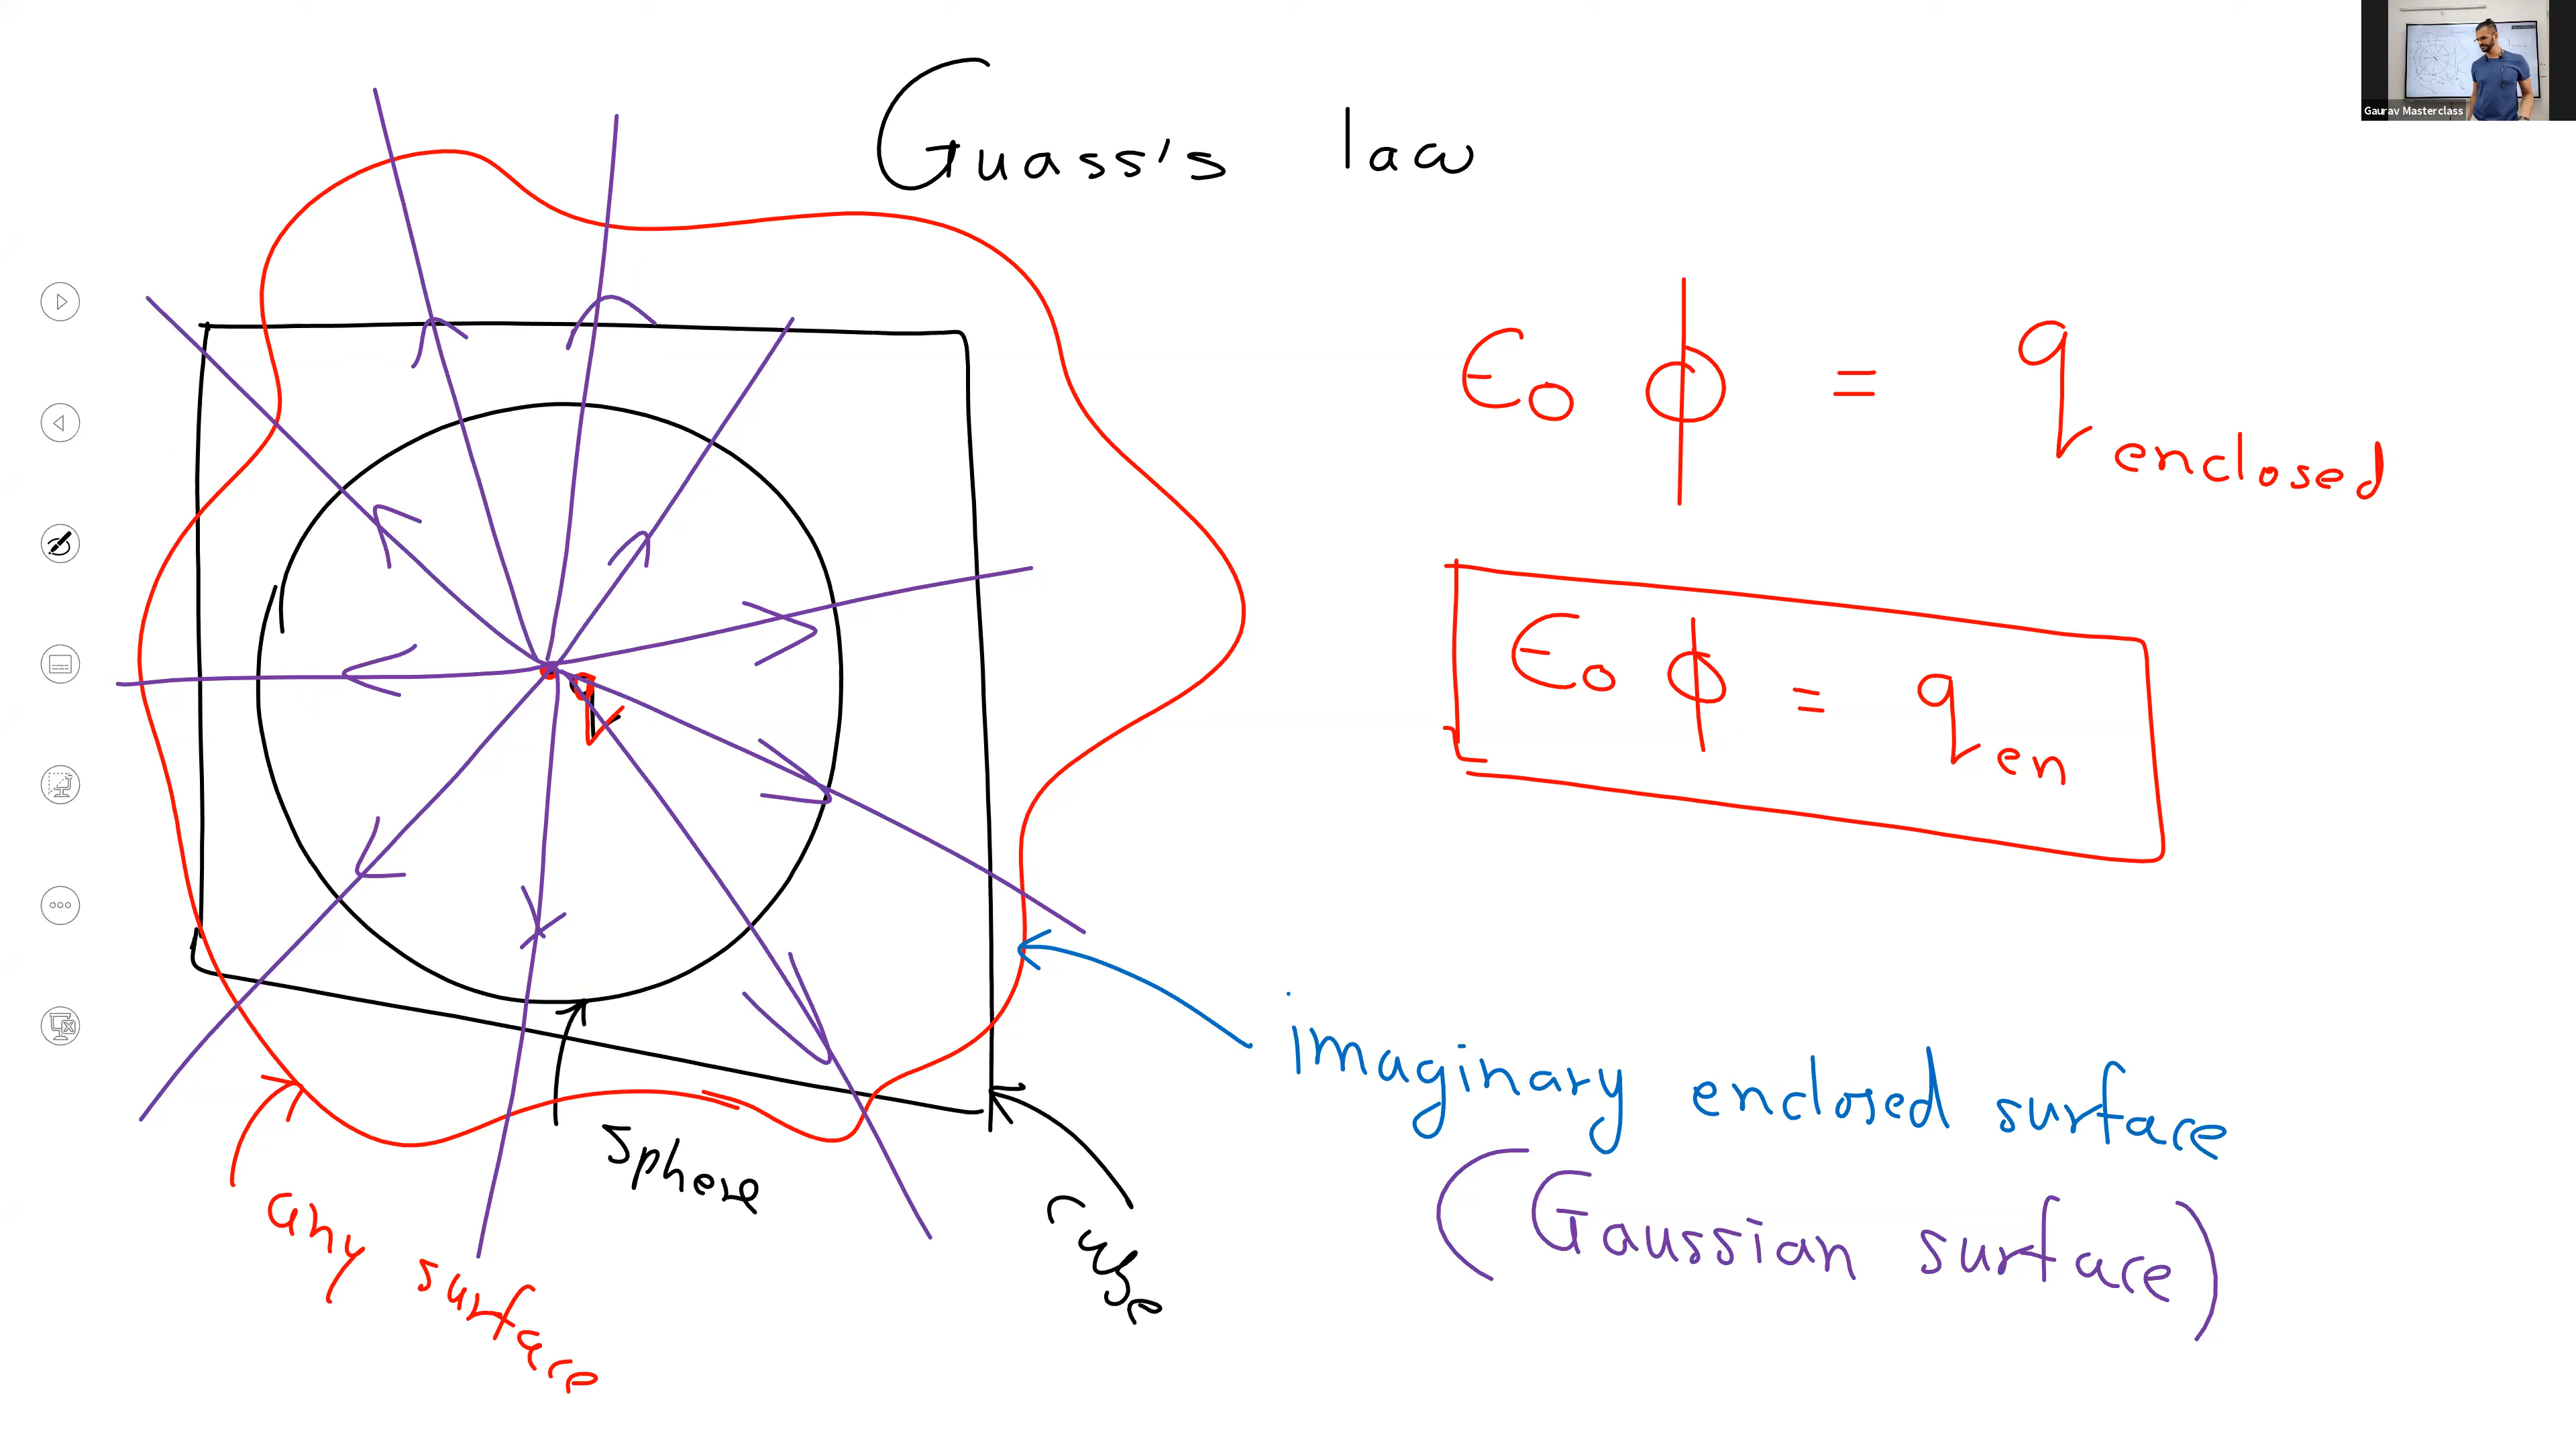 Guass's law
Gaurav Masterclass
ϵ₀ ϕ = q enclosed
ϵ₀ ϕ = q en
q
imaginary enclosed surface
(Gaussian surface)
sphere
cube
any surface